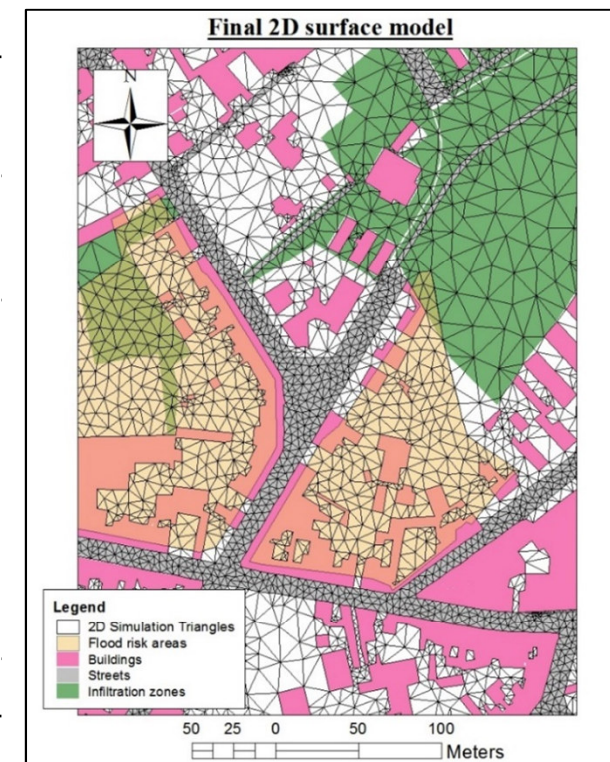 Final 2D surface model
N
Legend
2D Simulation Triangles
Flood risk areas
Buildings
Streets
Infiltration zones
50 25 0 50 100
Meters